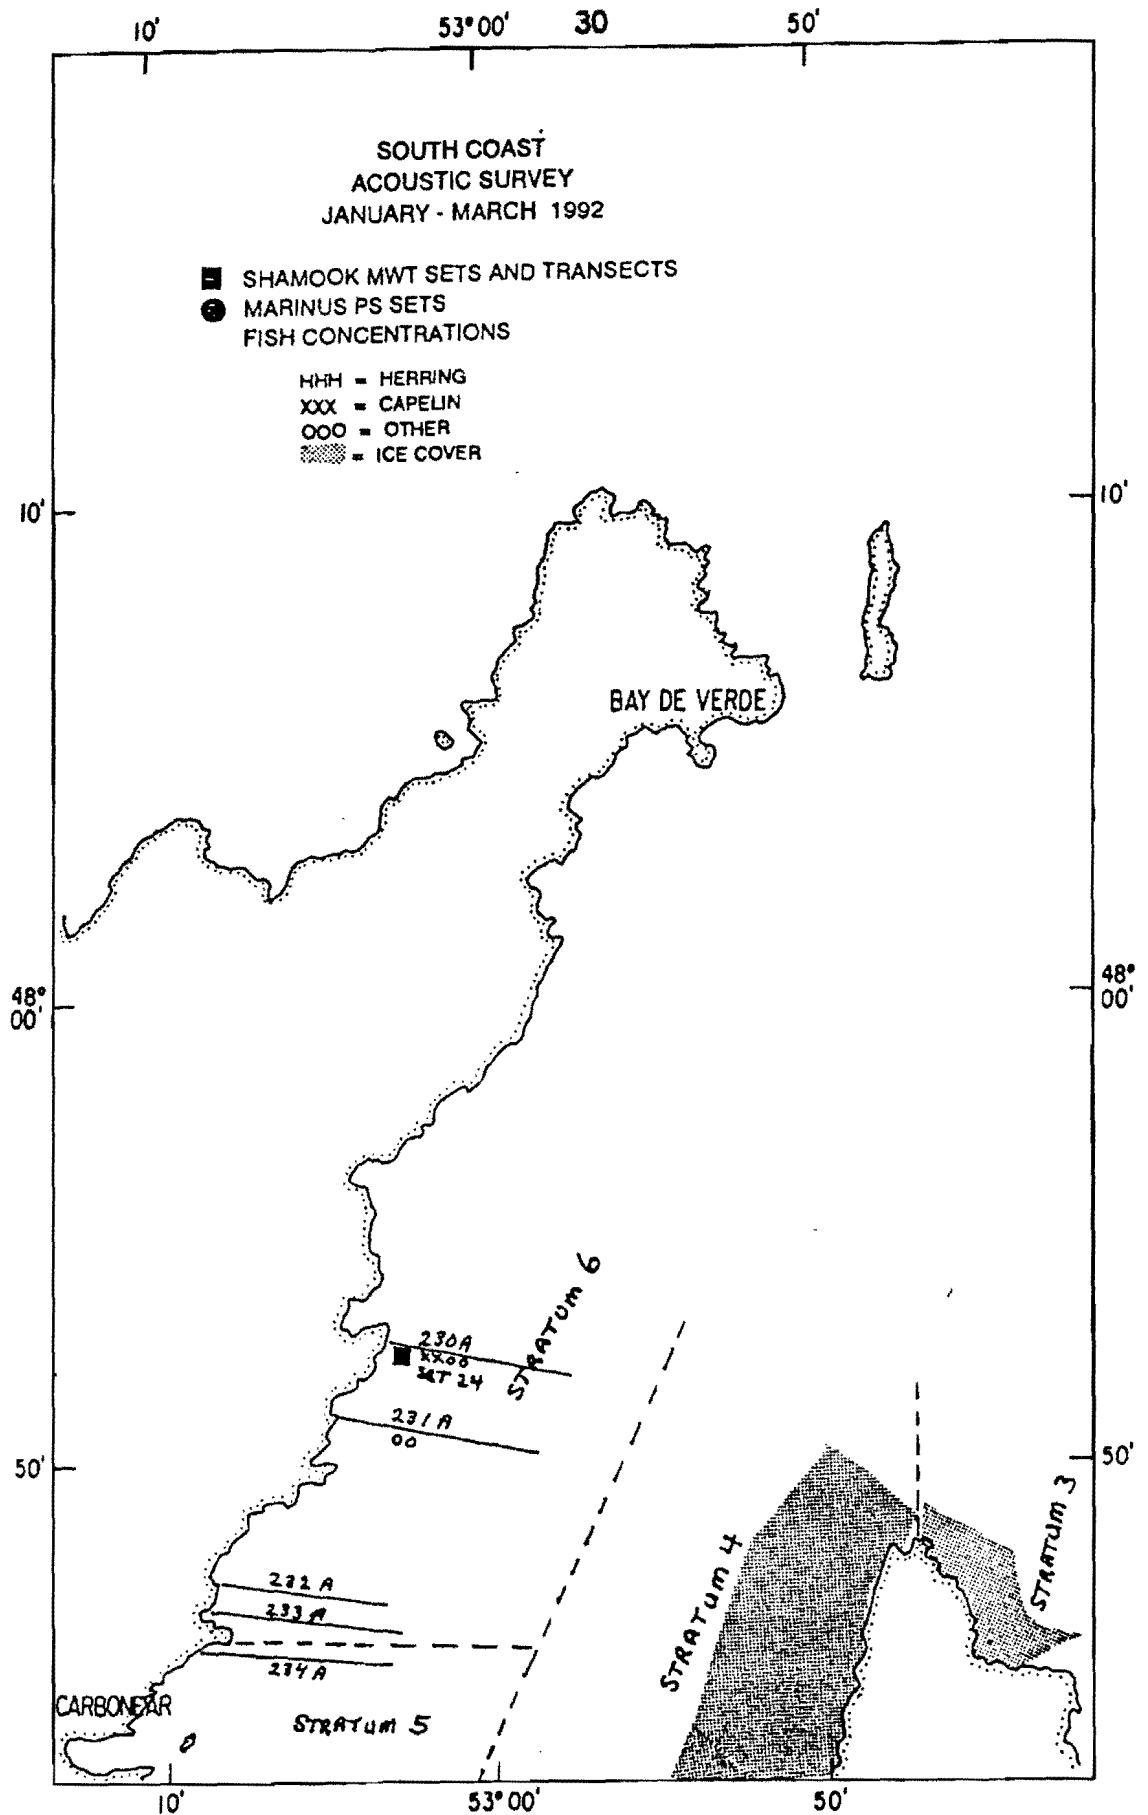 10' 53°00' 30 50'
SOUTH COAST
ACOUSTIC SURVEY
JANUARY - MARCH 1992
SHAMOOK MWT SETS AND TRANSECTS
MARINUS PS SETS
FISH CONCENTRATIONS
HHH = HERRING
XXX = CAPELIN
OOO = OTHER
= ICE COVER
10' 10'
BAY DE VERDE
48° 00' 48° 00'
STRATUM 6
230A
XXOO
SET 24
231A
OO
50' 50'
STRATUM 3
STRATUM 4
232A
233A
234A
CARBONEAR
STRATUM 5
10' 53°00' 50'